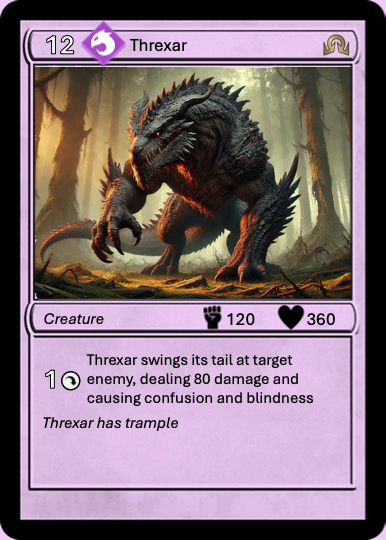 12 Threxar
Creature 120 360
Threxar swings its tail at target
1 enemy, dealing 80 damage and
causing confusion and blindness
Threxar has trample